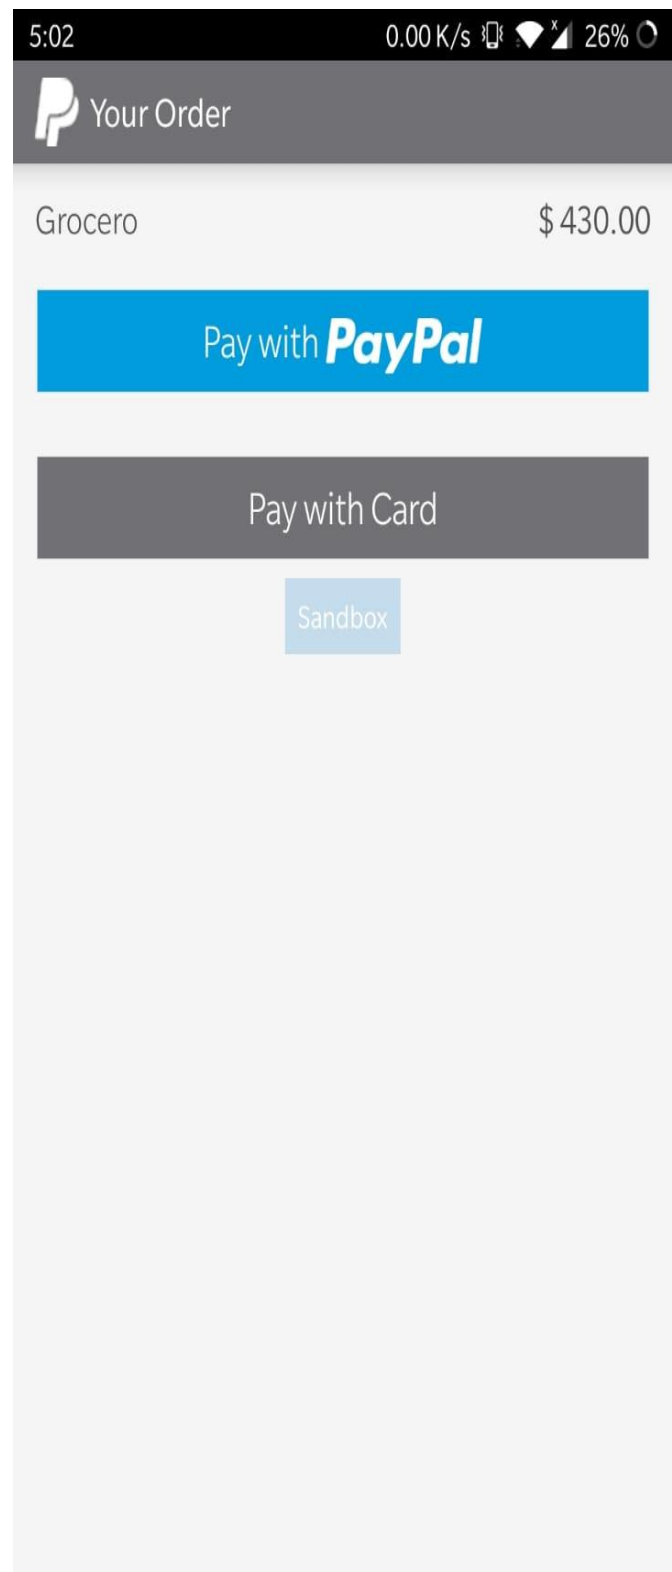 5:02 0.00 K/s 26%
Your Order
Grocero $ 430.00
Pay with PayPal
Pay with Card
Sandbox